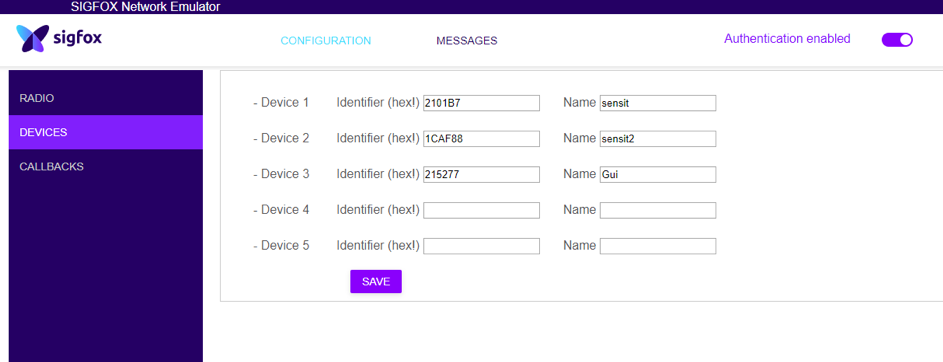 SIGFOX Network Emulator
sigfox
CONFIGURATION MESSAGES
Authentication enabled
RADIO
DEVICES
CALLBACKS
- Device 1 Identifier (hex!) 2101B7 Name sensit
- Device 2 Identifier (hex!) 1CAF88 Name sensit2
- Device 3 Identifier (hex!) 215277 Name Gui
- Device 4 Identifier (hex!) Name
- Device 5 Identifier (hex!) Name
SAVE